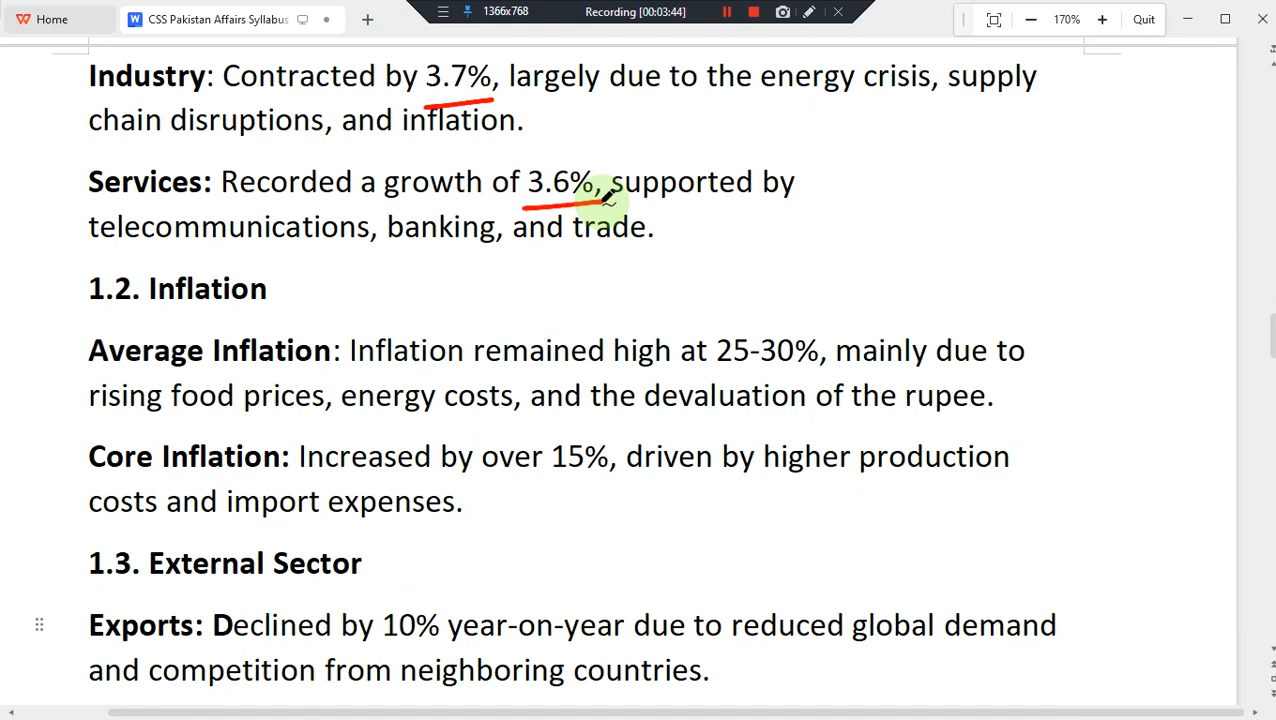 Home
CSS Pakistan Affairs Syllabus
1366x768
Recording [00:03:44]
170%
Quit
Industry: Contracted by 3.7%, largely due to the energy crisis, supply
chain disruptions, and inflation.
Services: Recorded a growth of 3.6%, supported by
telecommunications, banking, and trade.
1.2. Inflation
Average Inflation: Inflation remained high at 25-30%, mainly due to
rising food prices, energy costs, and the devaluation of the rupee.
Core Inflation: Increased by over 15%, driven by higher production
costs and import expenses.
1.3. External Sector
Exports: Declined by 10% year-on-year due to reduced global demand
and competition from neighboring countries.